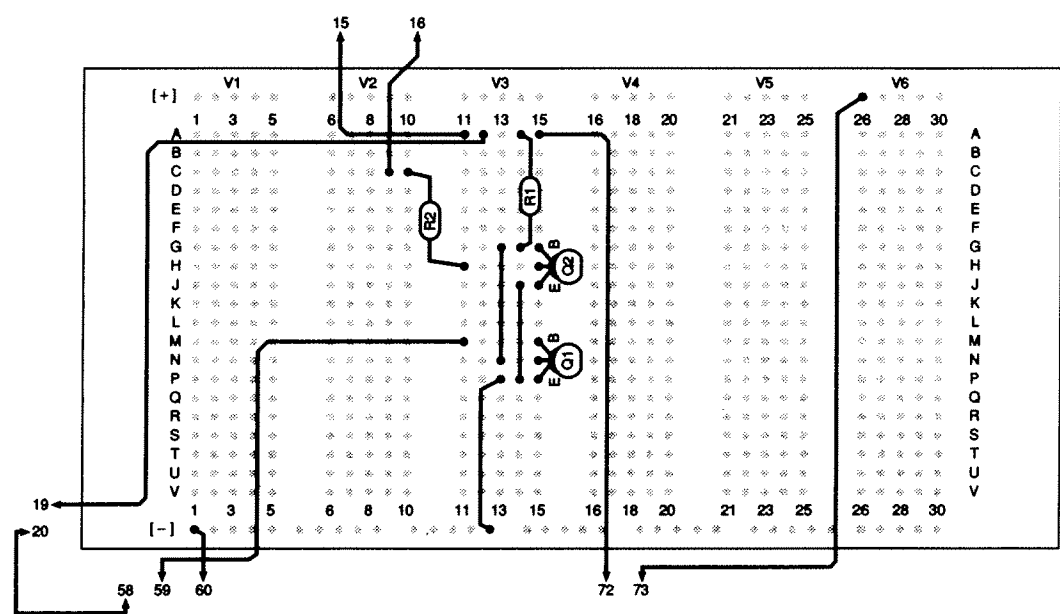 15 16
V1 V2 V3 V4 V5 V6
[+]
1 3 5 6 8 10 11 13 15 16 18 20 21 23 25 26 28 30
A A
B B
C C
D D
R1
E E
R2
F F
G B G
H Q2 H
J E J
K K
L L
M B M
N Q1 N
P E P
Q Q
R R
S S
T T
U U
V V
19
1 3 5 6 8 10 11 13 15 16 18 20 21 23 25 26 28 30
20 [−]
58 59 60 72 73